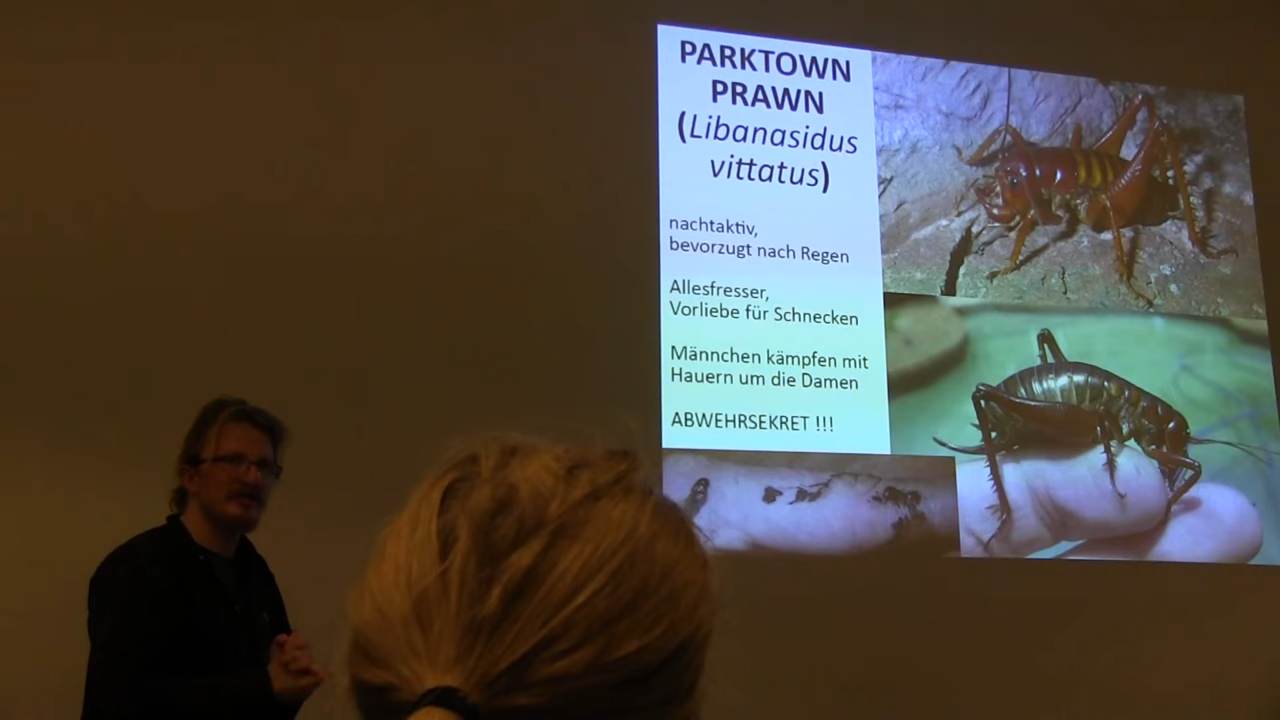 PARKTOWN
PRAWN
(Libanasidus
vittatus)
nachtaktiv,
bevorzugt nach Regen
Allesfresser,
Vorliebe für Schnecken
Männchen kämpfen mit
Hauern um die Damen
ABWEHRSEKRET !!!